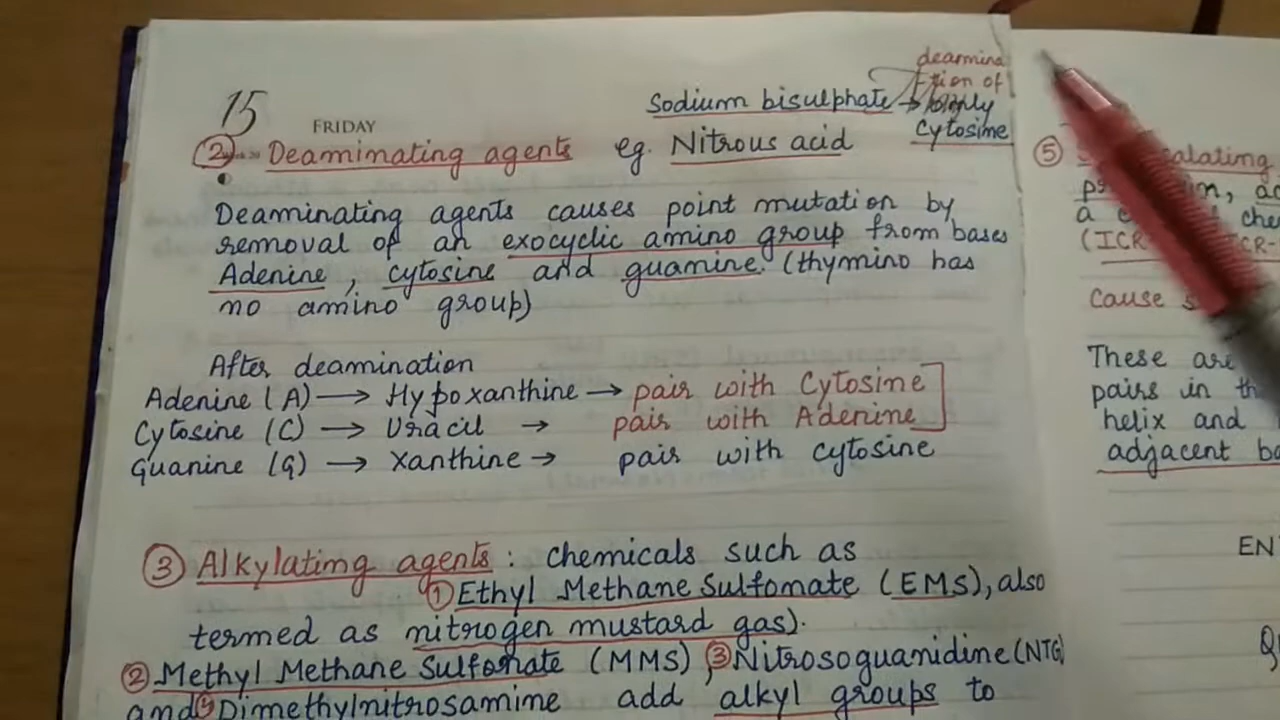 15
FRIDAY
deamina
tion of
Sodium bisulphate → only
Cytosine
② Deaminating agents eg. Nitrous acid
Deaminating agents causes point mutation by
removal of an exocyclic amino group from bases
Adenine, cytosine and guanine. (thymine has
no amino group)
After deamination
Adenine (A) → Hypoxanthine → pair with Cytosine
Cytosine (C) → Uracil → pair with Adenine
Guanine (G) → Xanthine → pair with cytosine
③ Alkylating agents: chemicals such as
① Ethyl Methane Sulfomate (EMS), also
termed as nitrogen mustard gas).
② Methyl Methane Sulfonate (MMS), ③ Nitrosoguanidine (NTG)
and ④ Dimethylnitrosamine add alkyl groups to
⑤
a
(ICR-
Cause
These are
pairs in
helix and
adjacent
EN